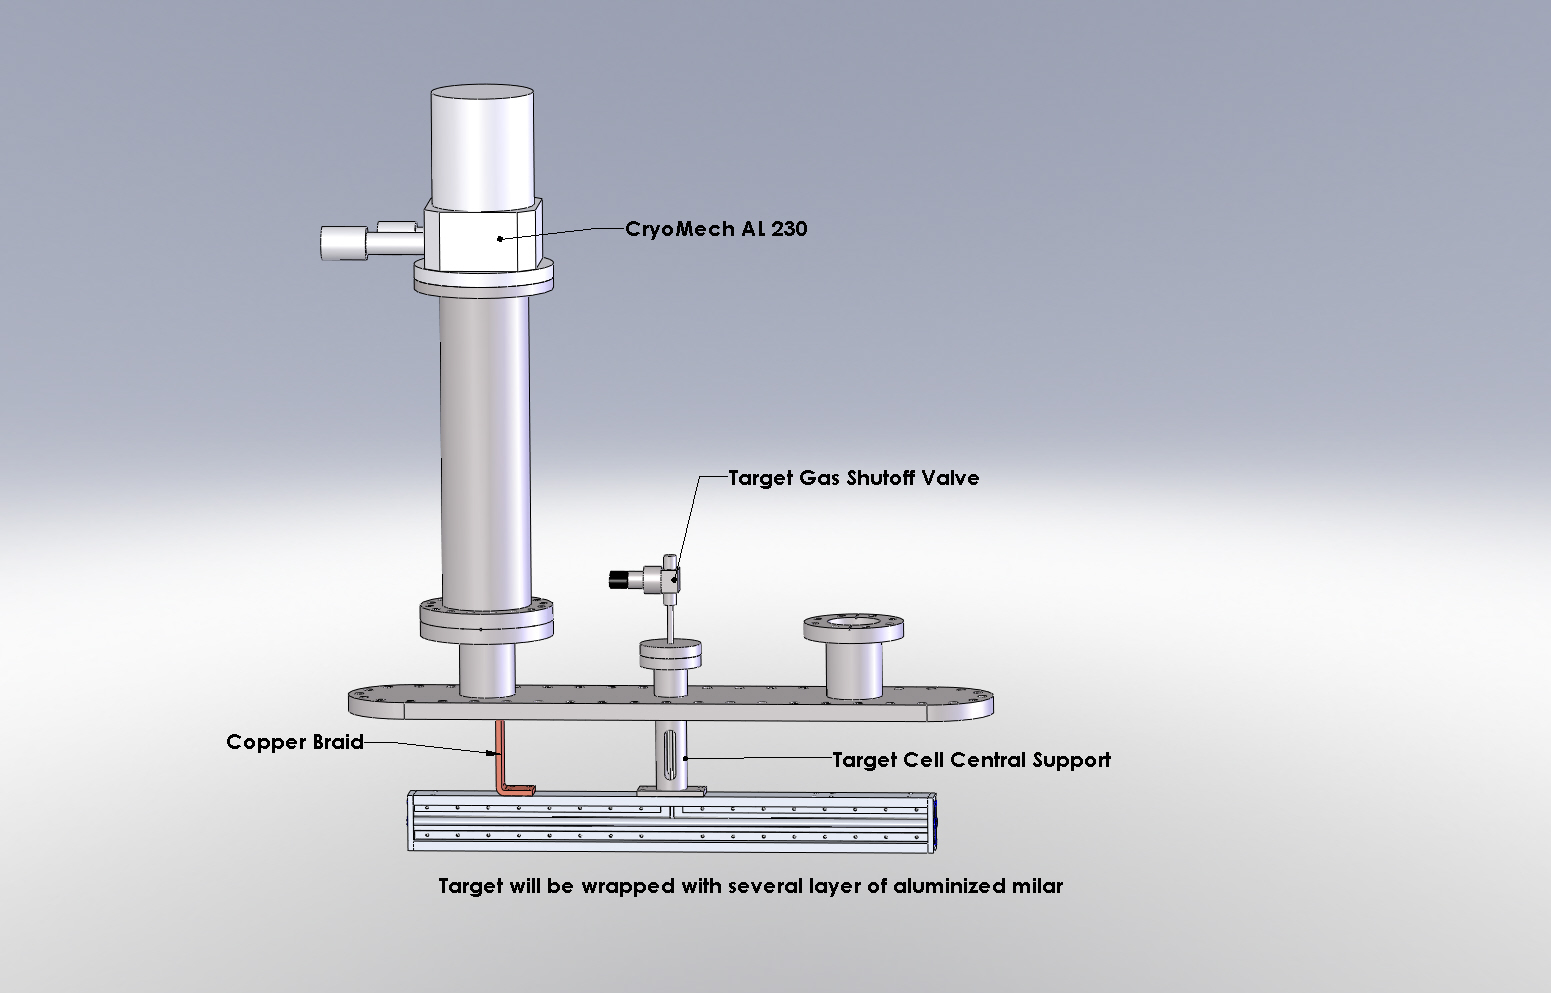 CryoMech AL 230
Target Gas Shutoff Valve
Copper Braid
Target Cell Central Support
Target will be wrapped with several layer of aluminized milar